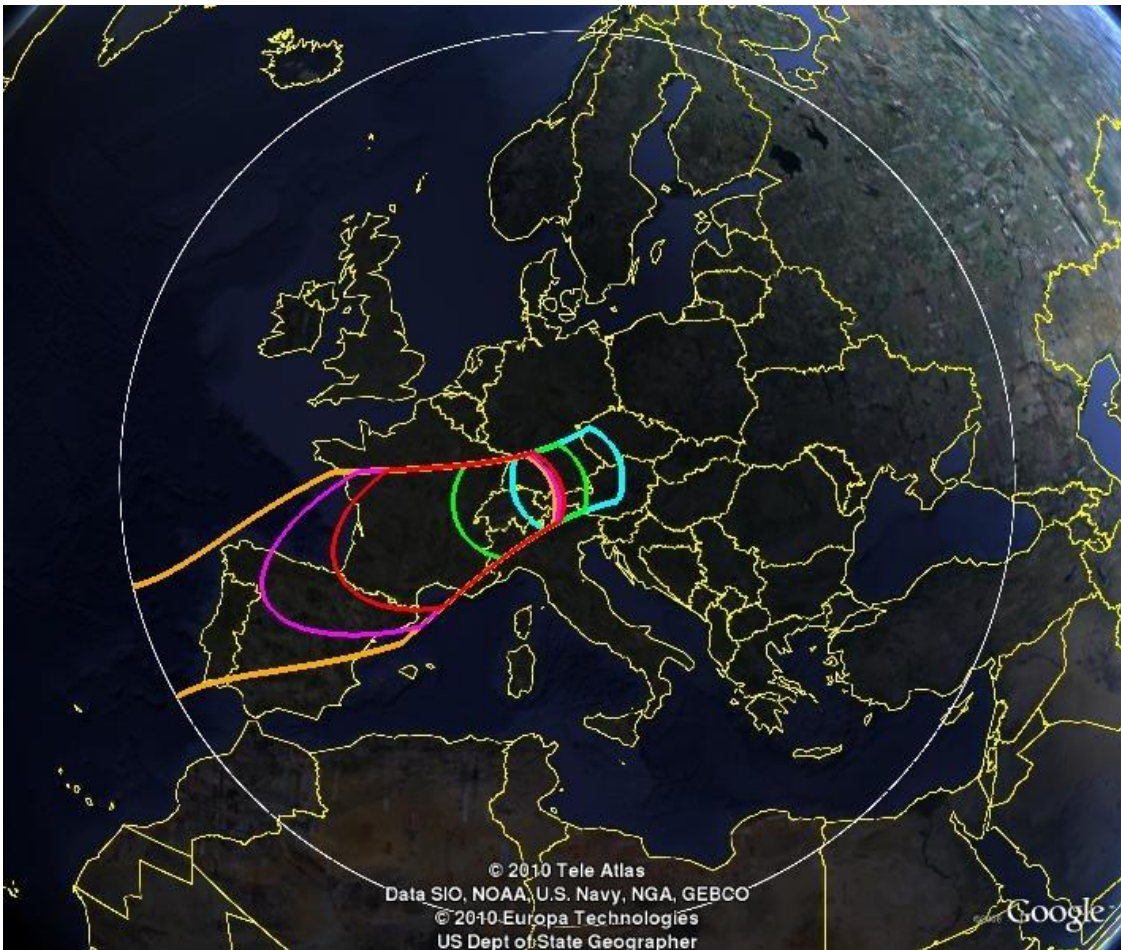 © 2010 Tele Atlas
Data SIO, NOAA, U.S. Navy, NGA, GEBCO
© 2010 Europa Technologies
US Dept of State Geographer
Google